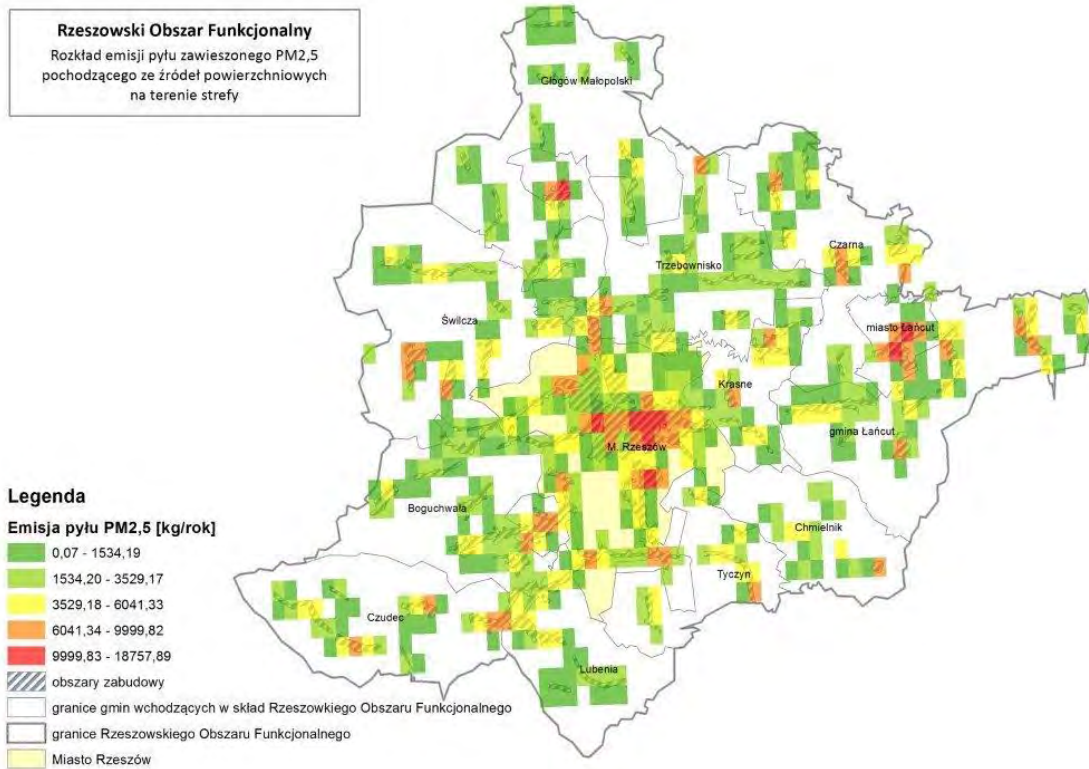 Rzeszowski Obszar Funkcjonalny
Rozkład emisji pyłu zawieszonego PM2,5
pochodzącego ze źródeł powierzchniowych
na terenie strefy
Głogów Małopolski
Czarna
Trzebownisko
Świlcza
miasto Łańcut
Krasne
gmina Łańcut
M. Rzeszów
Boguchwała
Chmielnik
Tyczyn
Czudec
Lubenia
Legenda
Emisja pyłu PM2,5 [kg/rok]
0,07 - 1534,19
1534,20 - 3529,17
3529,18 - 6041,33
6041,34 - 9999,82
9999,83 - 18757,89
obszary zabudowy
granice gmin wchodzących w skład Rzeszowkiego Obszaru Funkcjonalnego
granice Rzeszowskiego Obszaru Funkcjonalnego
Miasto Rzeszów